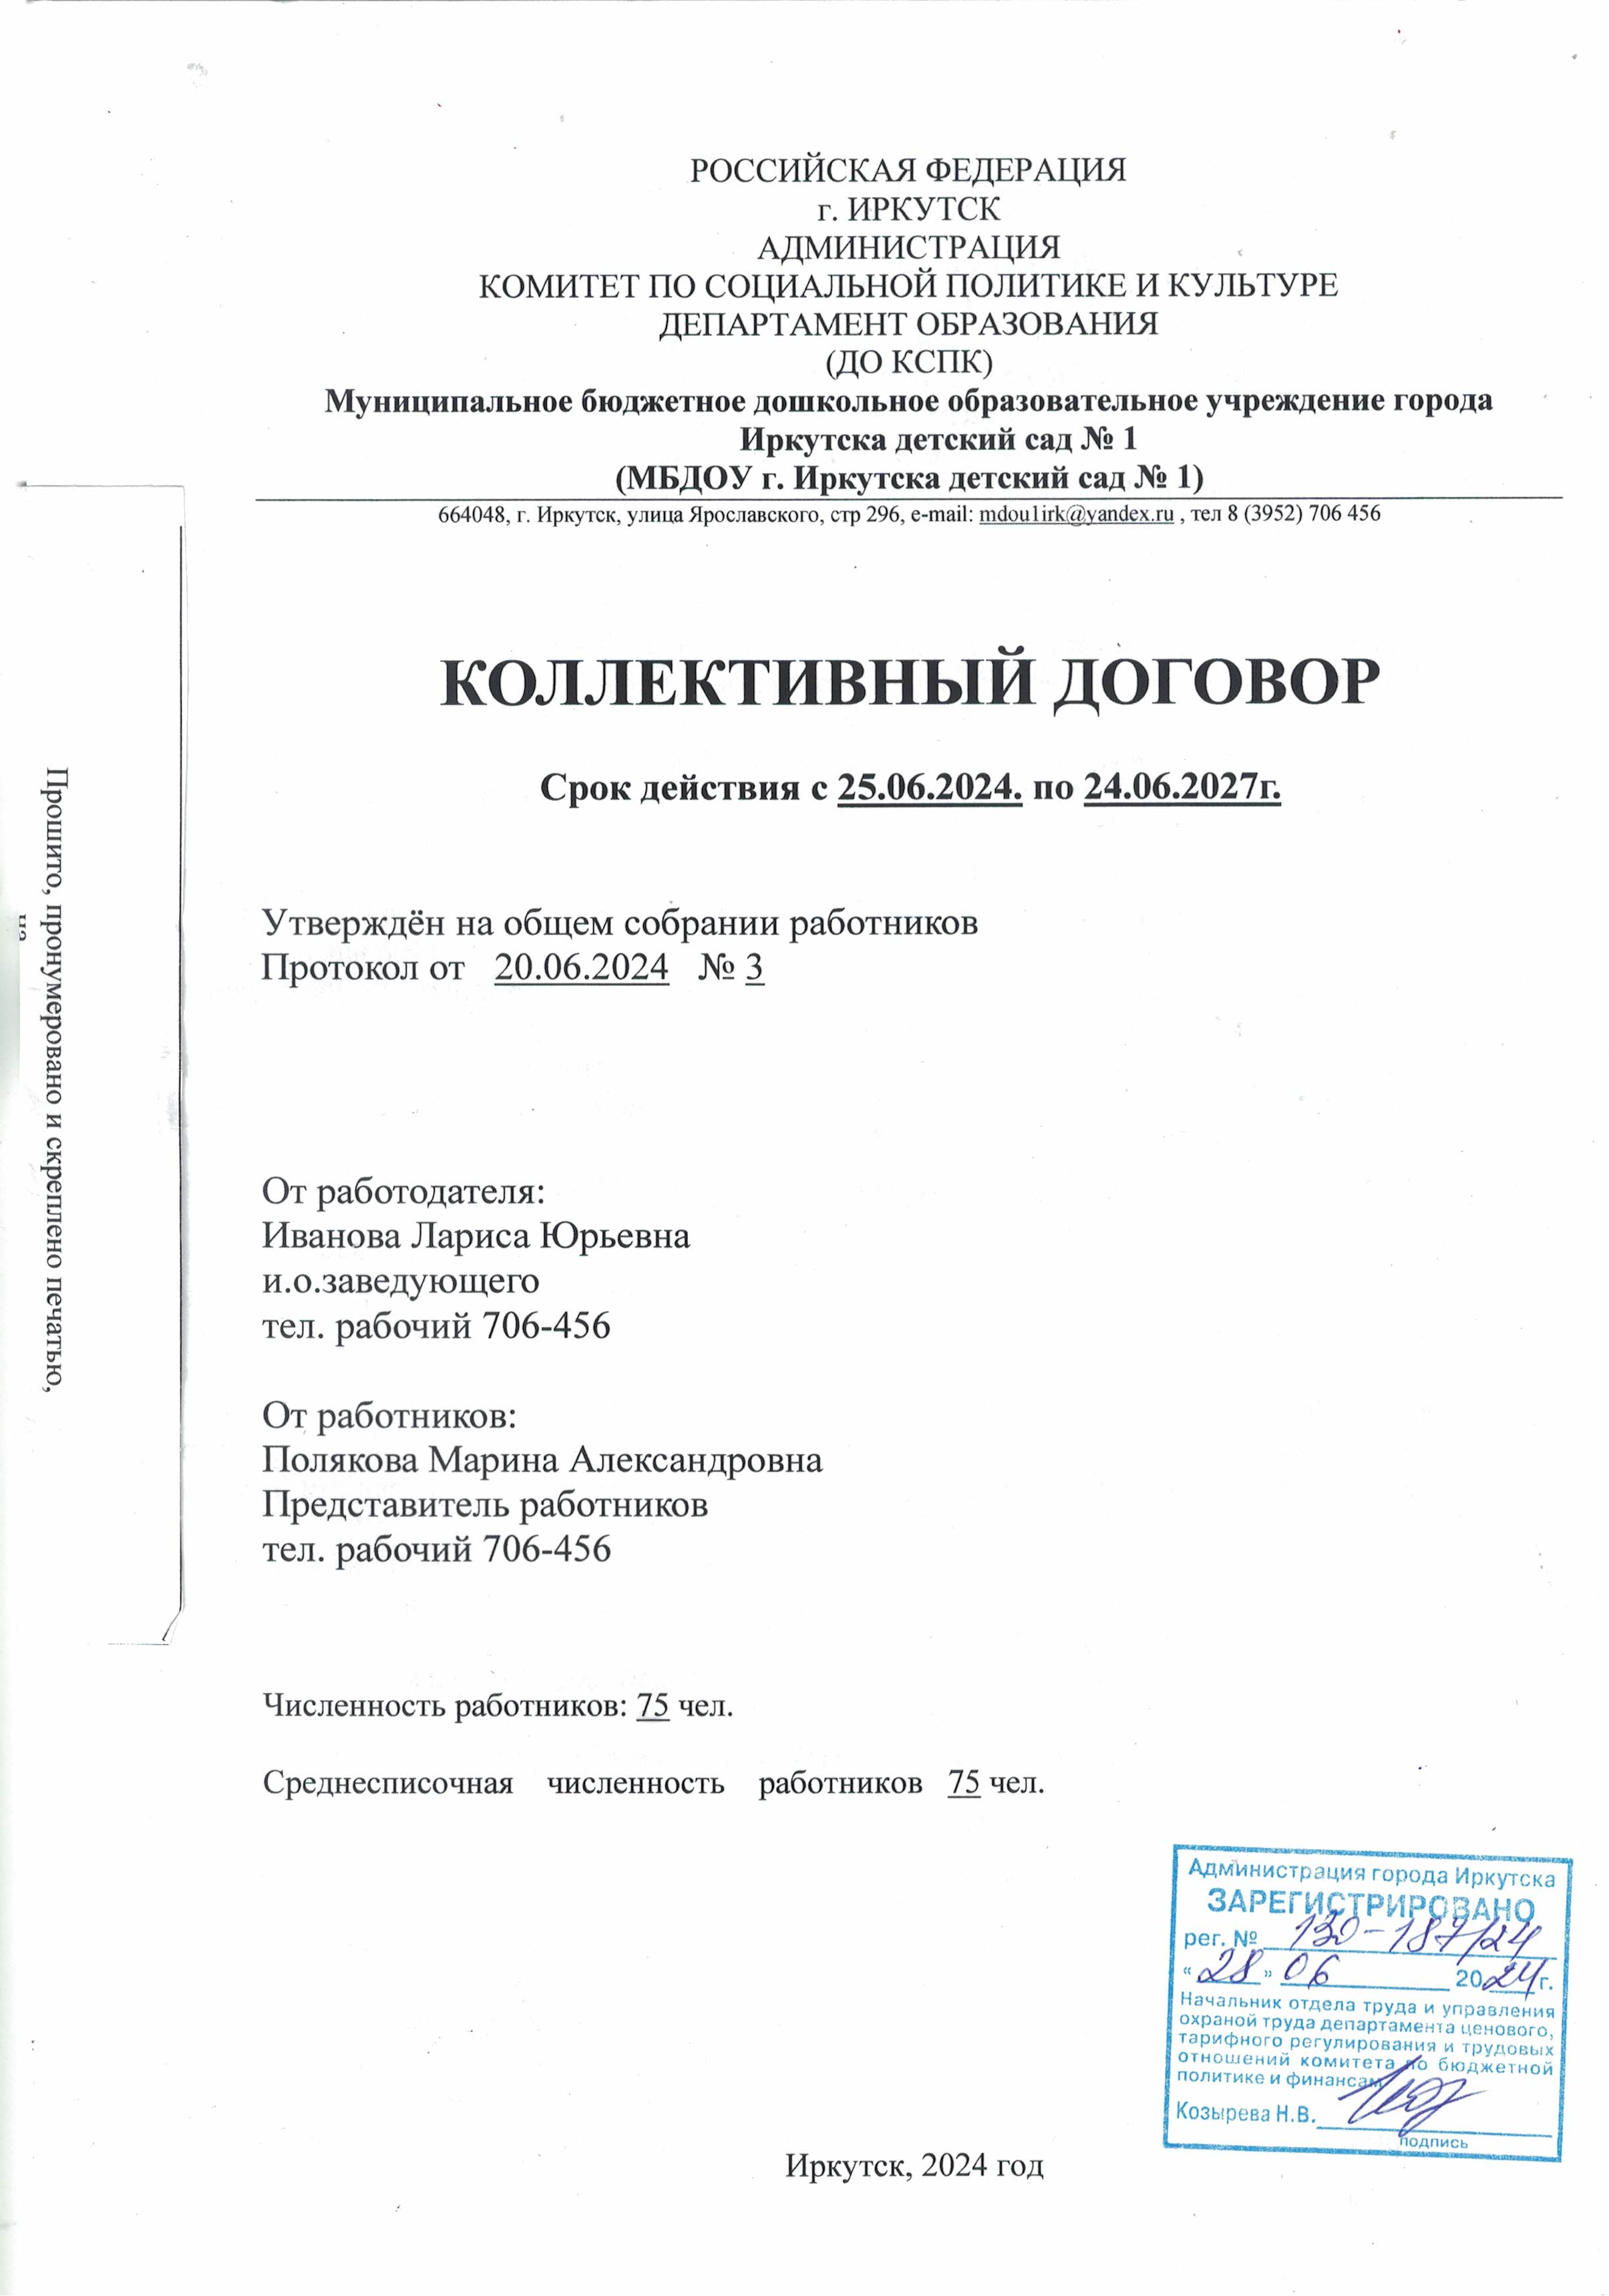 РОССИЙСКАЯ ФЕДЕРАЦИЯ
г. ИРКУТСК
АДМИНИСТРАЦИЯ
КОМИТЕТ ПО СОЦИАЛЬНОЙ ПОЛИТИКЕ И КУЛЬТУРЕ
ДЕПАРТАМЕНТ ОБРАЗОВАНИЯ
(ДО КСПК)
Муниципальное бюджетное дошкольное образовательное учреждение города
Иркутска детский сад № 1
(МБДОУ г. Иркутска детский сад № 1)
664048, г. Иркутск, улица Ярославского, стр 296, e-mail: mdou1irk@yandex.ru , тел 8 (3952) 706 456
КОЛЛЕКТИВНЫЙ ДОГОВОР
Срок действия с 25.06.2024. по 24.06.2027г.
Утверждён на общем собрании работников
Протокол от 20.06.2024 № 3
Прошито, пронумеровано и скреплено печатью,
От работодателя:
Иванова Лариса Юрьевна
и.о.заведующего
тел. рабочий 706-456
От работников:
Полякова Марина Александровна
Представитель работников
тел. рабочий 706-456
Численность работников: 75 чел.
Среднесписочная численность работников 75 чел.
Администрация города Иркутска
ЗАРЕГИСТРИРОВАНО
рег. № 130-187/24
"28" 06 2024г.
Начальник отдела труда и управления
охраной труда департамента ценового,
тарифного регулирования и трудовых
отношений комитета по бюджетной
политике и финансам
Козырева Н.В.
подпись
Иркутск, 2024 год